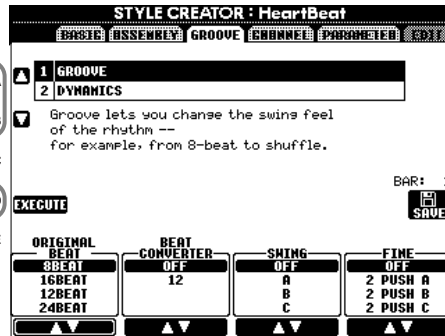 STYLE CREATOR : HeartBeat
BASIC ASSEMBLY GROOVE CHANNEL PARAMETER EDIT
1 GROOVE
2 DYNAMICS
Groove lets you change the swing feel
of the rhythm --
for example, from 8-beat to shuffle.
BAR:
EXECUTE
SAVE
ORIGINAL BEAT
8BEAT
16BEAT
12BEAT
24BEAT
BEAT CONVERTER
OFF
12
SWING
OFF
A
B
C
FINE
OFF
2 PUSH A
2 PUSH B
2 PUSH C